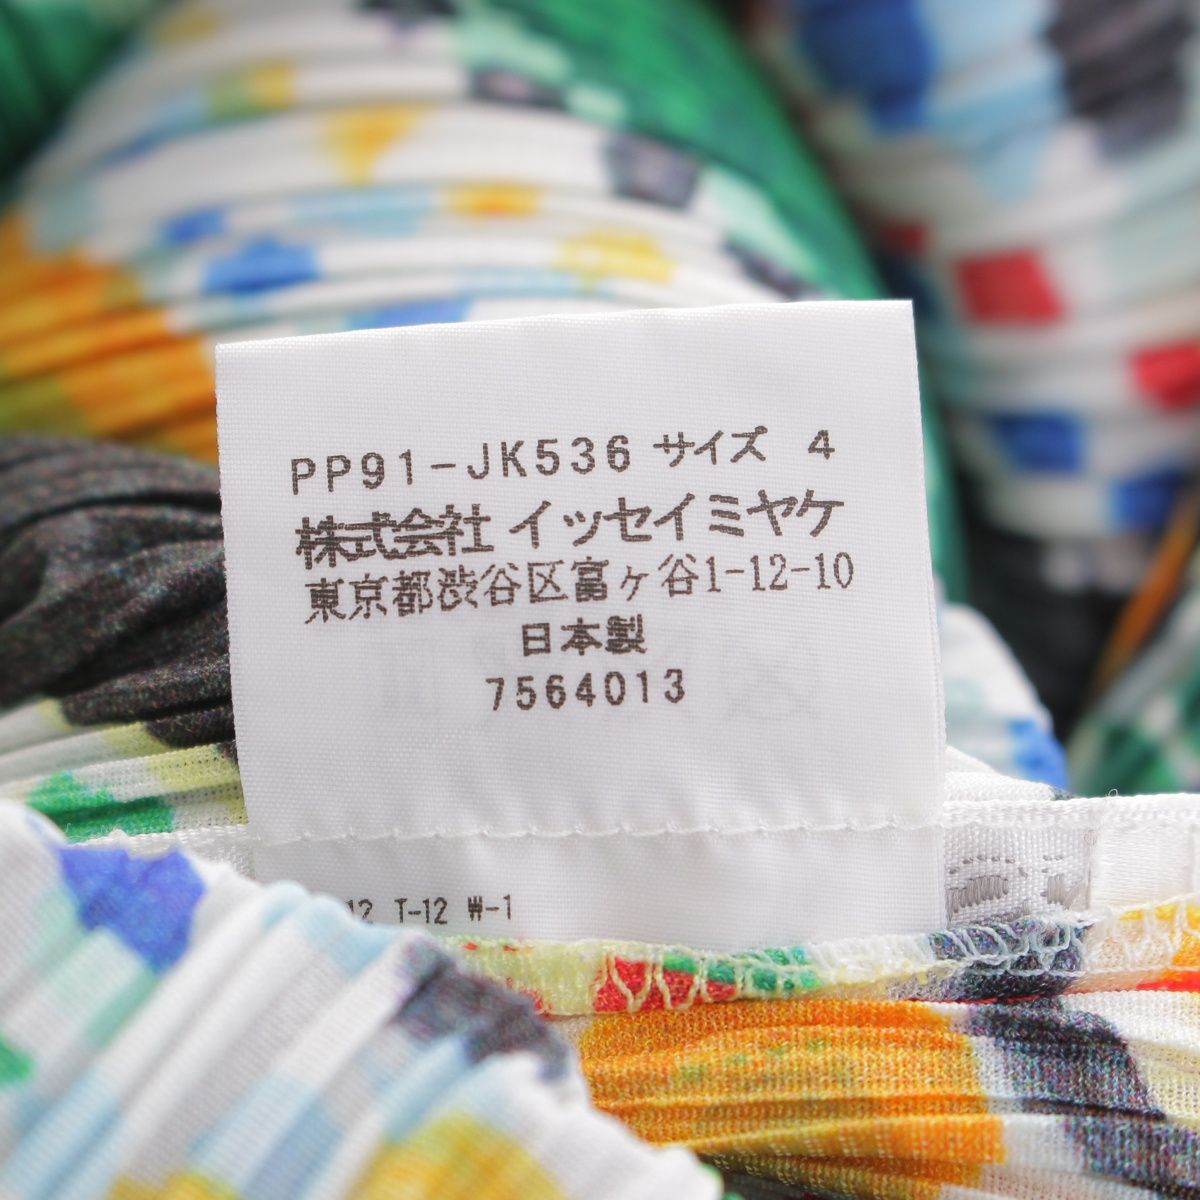 PP91-JK536 サイズ 4
株式会社 イッセイミヤケ
東京都渋谷区富ヶ谷1-12-10
日本製
7564013
12 T-12 W-1